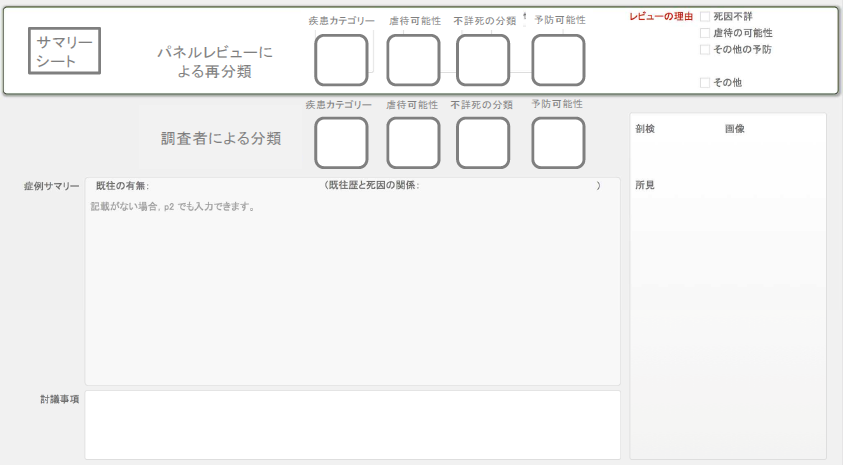 サマリー
シート
パネルレビューに
よる再分類
疾患カテゴリー 虐待可能性 不詳死の分類 予防可能性
レビューの理由
死因不詳
虐待の可能性
その他の予防
その他
調査者による分類
疾患カテゴリー 虐待可能性 不詳死の分類 予防可能性
剖検 画像
所見
症例サマリー
既往の有無: (既往歴と死因の関係: )
記載がない場合, p2 でも入力できます。
討議事項